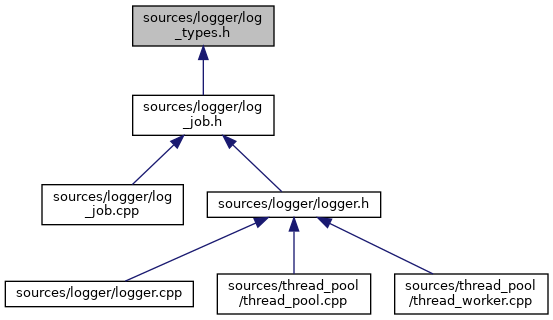 sources/logger/log
_types.h
sources/logger/log
_job.h
sources/logger/log
_job.cpp
sources/logger/logger.h
sources/logger/logger.cpp
sources/thread_pool
/thread_pool.cpp
sources/thread_pool
/thread_worker.cpp